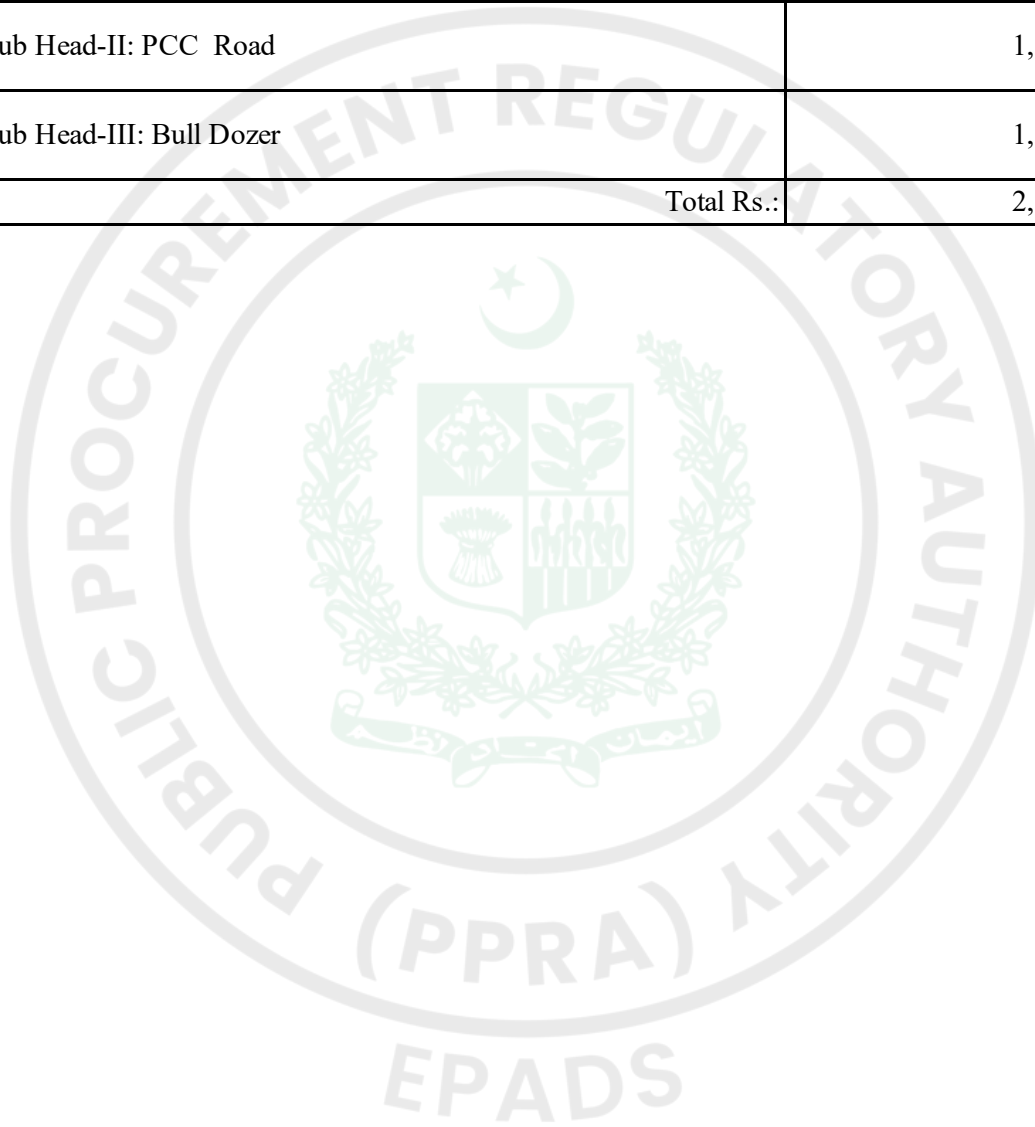 ub Head-II: PCC Road 1,
ub Head-III: Bull Dozer 1,
Total Rs.: 2,
PUBLIC PROCUREMENT REGULATORY AUTHORITY
(PPRA)
EPADS